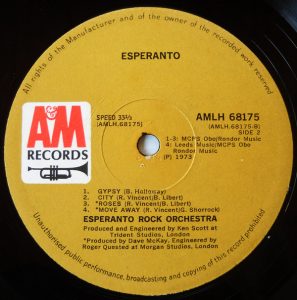 All rights of the Manufacturer and of the owner of the recorded work reserved
ESPERANTO
A&M
RECORDS
SPEED 33⅓
(AMLH.68175)
AMLH 68175
(AMLH.68175-B)
SIDE 2
1-3: MCPS Obe/Rondor
Music
4: Leeds Music/MCPS Obe
Rondor Music
(P) 1973
1. GYPSY (B. Holloway)
2. CITY (R. Vincent/B. Libert)
3. *ROSES (R. Vincent/B. Libert)
4. *MOVE AWAY (R. Vincent/G. Shorrock)
ESPERANTO ROCK ORCHESTRA
Produced and Engineered by Ken Scott at
Trident Studios, London
*Produced by Dave McKay, Engineered by
Roger Quested at Morgan Studios, London
Unauthorised public performance, broadcasting and copying of this record prohibited